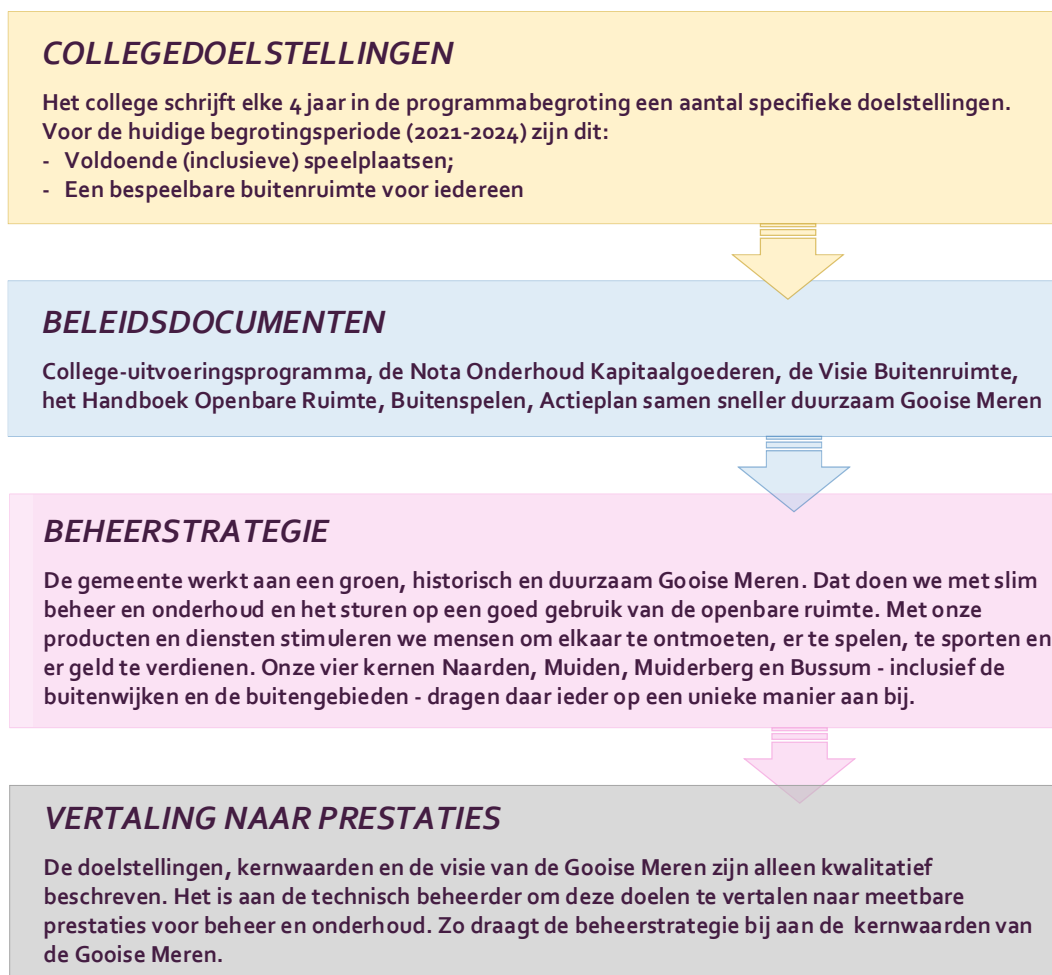 COLLEGEDOELSTELLINGEN
Het college schrijft elke 4 jaar in de programmabegroting een aantal specifieke doelstellingen.
Voor de huidige begrotingsperiode (2021-2024) zijn dit:
- Voldoende (inclusieve) speelplaatsen;
- Een bespeelbare buitenruimte voor iedereen
BELEIDSDOCUMENTEN
College-uitvoeringsprogramma, de Nota Onderhoud Kapitaalgoederen, de Visie Buitenruimte,
het Handboek Openbare Ruimte, Buitenspelen, Actieplan samen sneller duurzaam Gooise Meren
BEHEERSTRATEGIE
De gemeente werkt aan een groen, historisch en duurzaam Gooise Meren. Dat doen we met slim
beheer en onderhoud en het sturen op een goed gebruik van de openbare ruimte. Met onze
producten en diensten stimuleren we mensen om elkaar te ontmoeten, er te spelen, te sporten en
er geld te verdienen. Onze vier kernen Naarden, Muiden, Muiderberg en Bussum - inclusief de
buitenwijken en de buitengebieden - dragen daar ieder op een unieke manier aan bij.
VERTALING NAAR PRESTATIES
De doelstellingen, kernwaarden en de visie van de Gooise Meren zijn alleen kwalitatief
beschreven. Het is aan de technisch beheerder om deze doelen te vertalen naar meetbare
prestaties voor beheer en onderhoud. Zo draagt de beheerstrategie bij aan de kernwaarden van
de Gooise Meren.